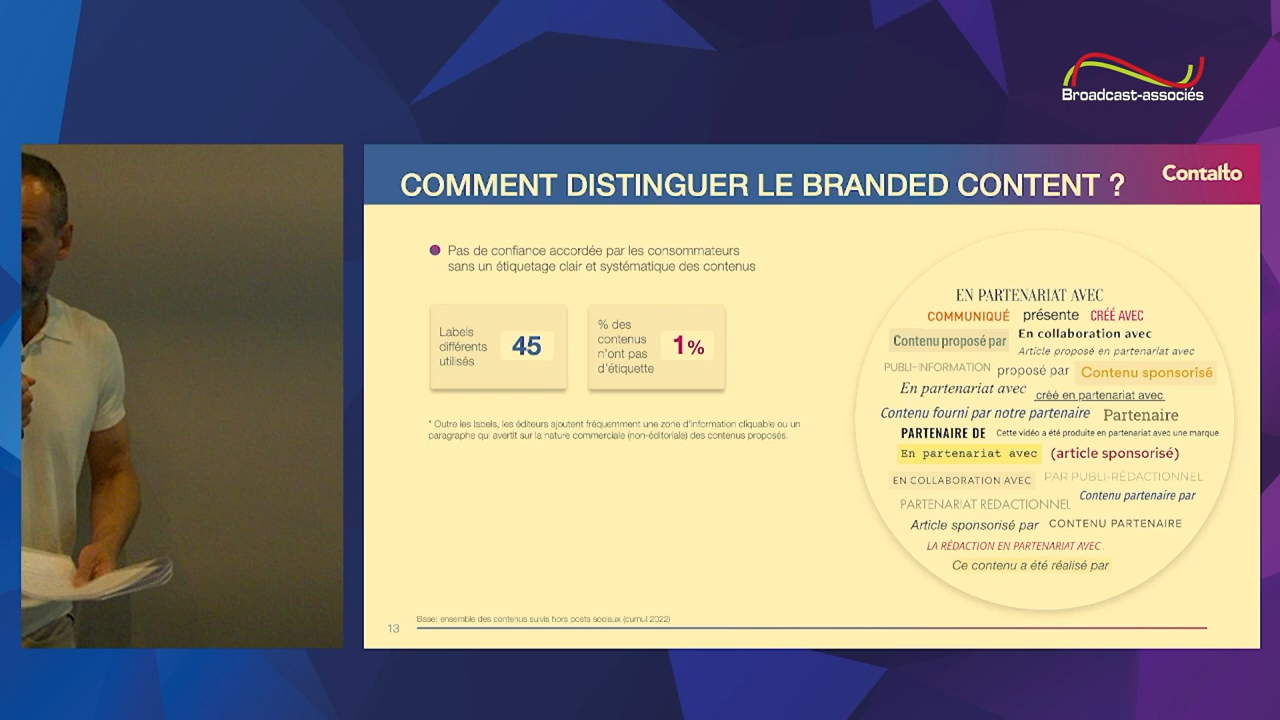 Broadcast-associés
COMMENT DISTINGUER LE BRANDED CONTENT ?
Contalto
Pas de confiance accordée par les consommateurs
sans un étiquetage clair et systématique des contenus
Labels
différents
utilisés
45
% des
contenus
n'ont pas
d'étiquette
1%
* Outre les labels, les éditeurs ajoutent fréquemment une zone d'information cliquable ou un
paragraphe qui avertit sur la nature commerciale (non-éditoriale) des contenus proposés.
EN PARTENARIAT AVEC
COMMUNIQUÉ présente CRÉÉ AVEC
Contenu proposé par En collaboration avec
Article proposé en partenariat avec
PUBLI-INFORMATION proposé par Contenu sponsorisé
En partenariat avec créé en partenariat avec
Contenu fourni par notre partenaire Partenaire
PARTENAIRE DE Cette vidéo a été produite en partenariat avec une marque
En partenariat avec (article sponsorisé)
EN COLLABORATION AVEC PAR PUBLI-RÉDACTIONNEL
PARTENARIAT RÉDACTIONNEL Contenu partenaire par
Article sponsorisé par CONTENU PARTENAIRE
LA RÉDACTION EN PARTENARIAT AVEC
Ce contenu a été réalisé par
Base: ensemble des contenus suivis hors posts sociaux (cumul 2022)
13